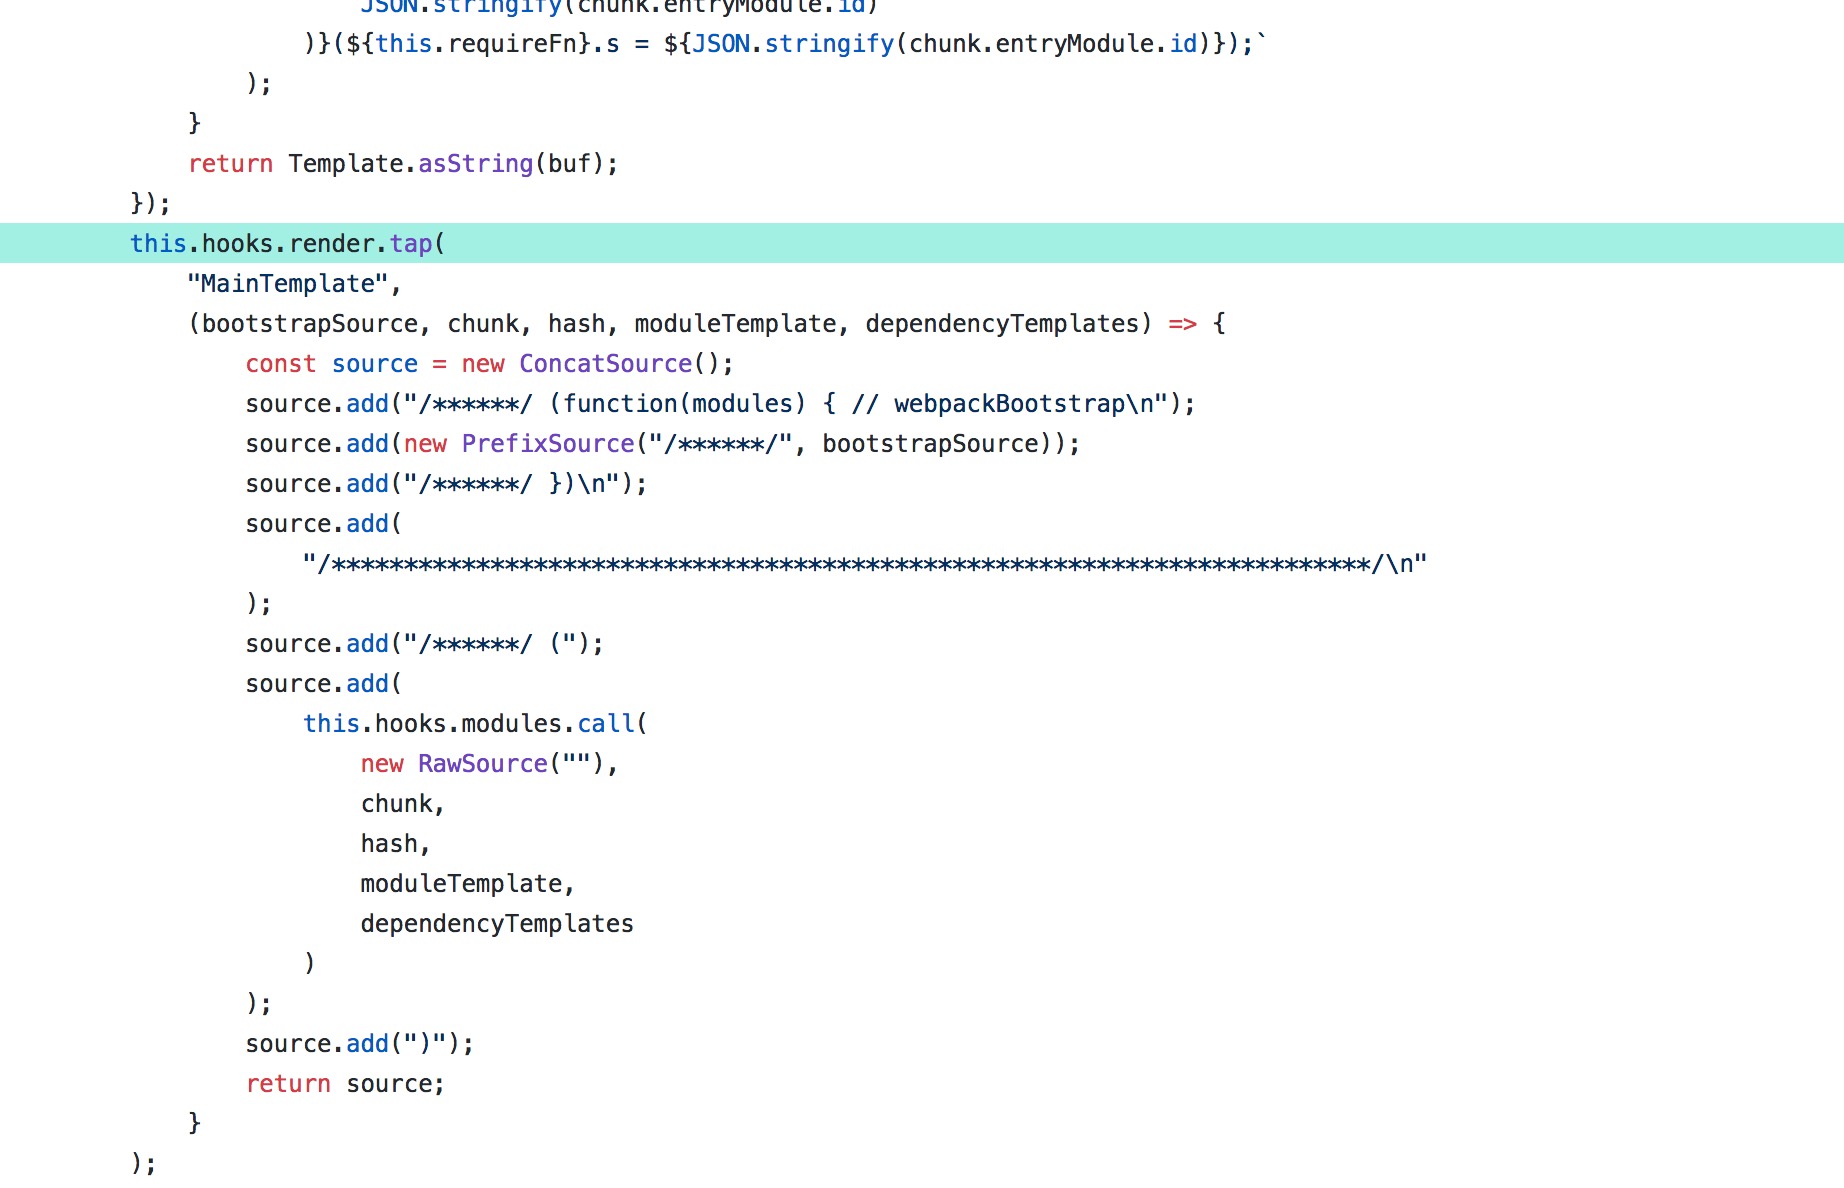 JSON.stringify(chunk.entryModule.id)
)}(${this.requireFn}.s = ${JSON.stringify(chunk.entryModule.id)});`
);
}
return Template.asString(buf);
});
this.hooks.render.tap(
"MainTemplate",
(bootstrapSource, chunk, hash, moduleTemplate, dependencyTemplates) => {
const source = new ConcatSource();
source.add("/******/ (function(modules) { // webpackBootstrap\n");
source.add(new PrefixSource("/******/", bootstrapSource));
source.add("/******/ })\n");
source.add(
"/************************************************************************/\n"
);
source.add("/******/ (");
source.add(
this.hooks.modules.call(
new RawSource(""),
chunk,
hash,
moduleTemplate,
dependencyTemplates
)
);
source.add(")");
return source;
}
);